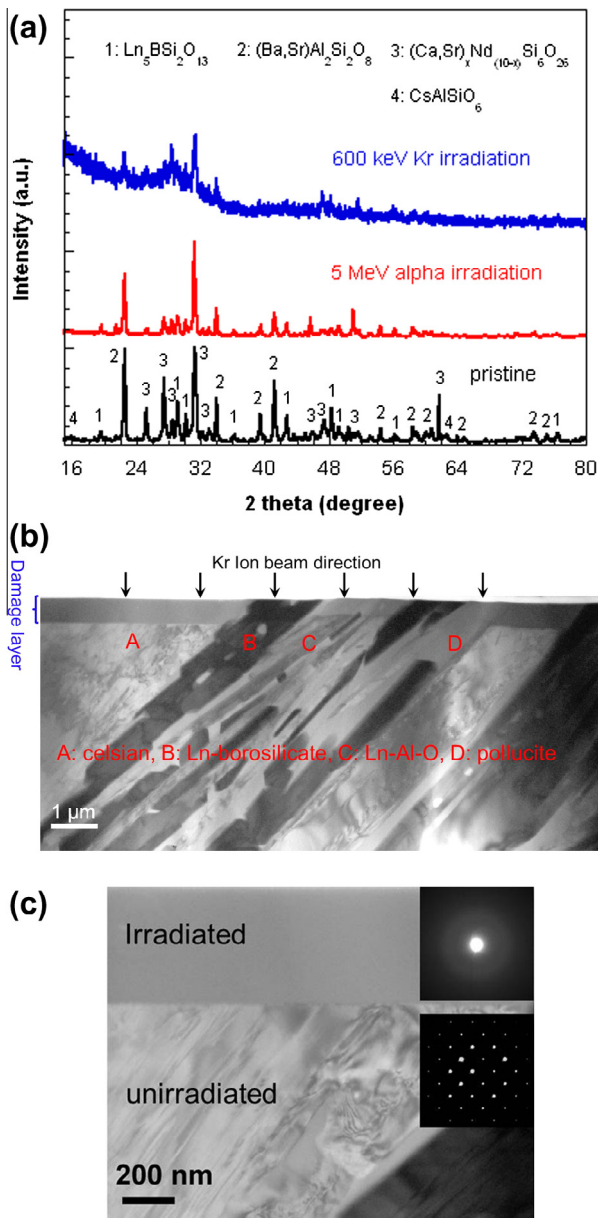 (a)
1: Ln₅BSi₂O₁₃ 2: (Ba,Sr)Al₂Si₂O₈ 3: (Ca,Sr)ₓNd₍₁₀₋ₓ₎Si₆O₂₆
4: CsAlSiO₆
600 keV Kr irradiation
5 MeV alpha irradiation
pristine
Intensity (a.u.)
4 1 2 3 3 3 1 1 3 3 2 1 2 2 1 3 3 1 1 3 2 1 2 2 3 4 2 2 2 1
16 24 32 40 48 56 64 72 80
2 theta (degree)
(b)
Kr Ion beam direction
Damage layer
A B C D
A: celsian, B: Ln-borosilicate, C: Ln-Al-O, D: pollucite
1 μm
(c)
Irradiated
unirradiated
200 nm